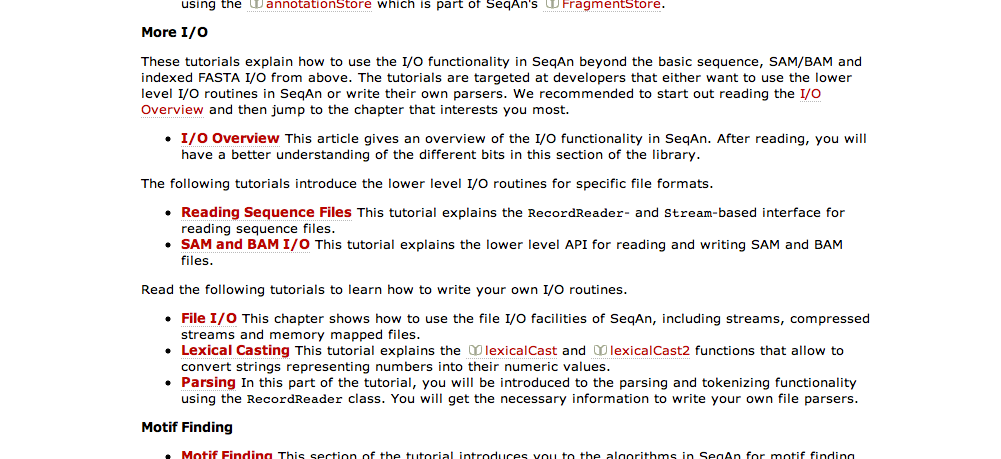 using the annotationStore which is part of SeqAn's FragmentStore.
More I/O
These tutorials explain how to use the I/O functionality in SeqAn beyond the basic sequence, SAM/BAM and
indexed FASTA I/O from above. The tutorials are targeted at developers that either want to use the lower
level I/O routines in SeqAn or write their own parsers. We recommended to start out reading the I/O
Overview and then jump to the chapter that interests you most.
• I/O Overview This article gives an overview of the I/O functionality in SeqAn. After reading, you will
have a better understanding of the different bits in this section of the library.
The following tutorials introduce the lower level I/O routines for specific file formats.
• Reading Sequence Files This tutorial explains the RecordReader- and Stream-based interface for
reading sequence files.
• SAM and BAM I/O This tutorial explains the lower level API for reading and writing SAM and BAM
files.
Read the following tutorials to learn how to write your own I/O routines.
• File I/O This chapter shows how to use the file I/O facilities of SeqAn, including streams, compressed
streams and memory mapped files.
• Lexical Casting This tutorial explains the lexicalCast and lexicalCast2 functions that allow to
convert strings representing numbers into their numeric values.
• Parsing In this part of the tutorial, you will be introduced to the parsing and tokenizing functionality
using the RecordReader class. You will get the necessary information to write your own file parsers.
Motif Finding
• Motif Finding This section of the tutorial introduces you to the algorithms in SeqAn for motif finding